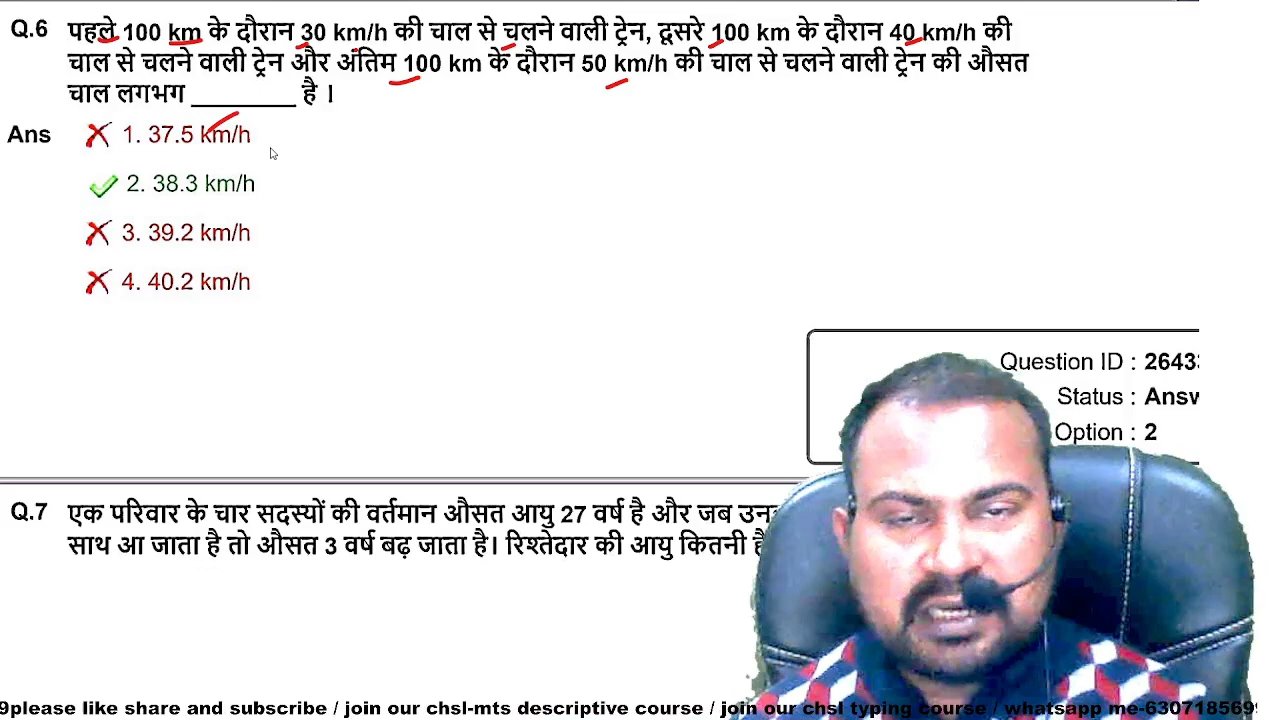 Q.6 पहले 100 km के दौरान 30 km/h की चाल से चलने वाली ट्रेन, दूसरे 100 km के दौरान 40 km/h की
चाल से चलने वाली ट्रेन और अंतिम 100 km के दौरान 50 km/h की चाल से चलने वाली ट्रेन की औसत
चाल लगभग ________ है ।
Ans 1. 37.5 km/h
2. 38.3 km/h
3. 39.2 km/h
4. 40.2 km/h
Question ID : 2643
Status :
Option : 2
Q.7 एक परिवार के चार सदस्यों की वर्तमान औसत आयु 27 वर्ष है और जब
साथ आ जाता है तो औसत 3 वर्ष बढ़ जाता है। रिश्तेदार की आयु कितनी
9please like share and subscribe / join our chsl-mts descriptive course / join our chsl typing course / whatsapp me-630718569